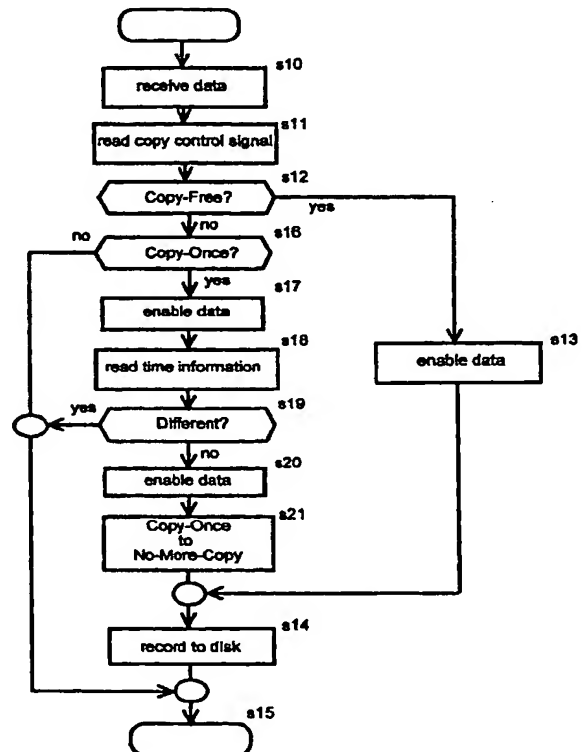 s10
receive data
s11
read copy control signal
s12
Copy-Free?
yes
no
s16
no
Copy-Once?
s17
yes
enable data
s18
s13
read time information
enable data
s19
yes
Different?
s20
no
enable data
s21
Copy-Once
to
No-More-Copy
s14
record to disk
s15